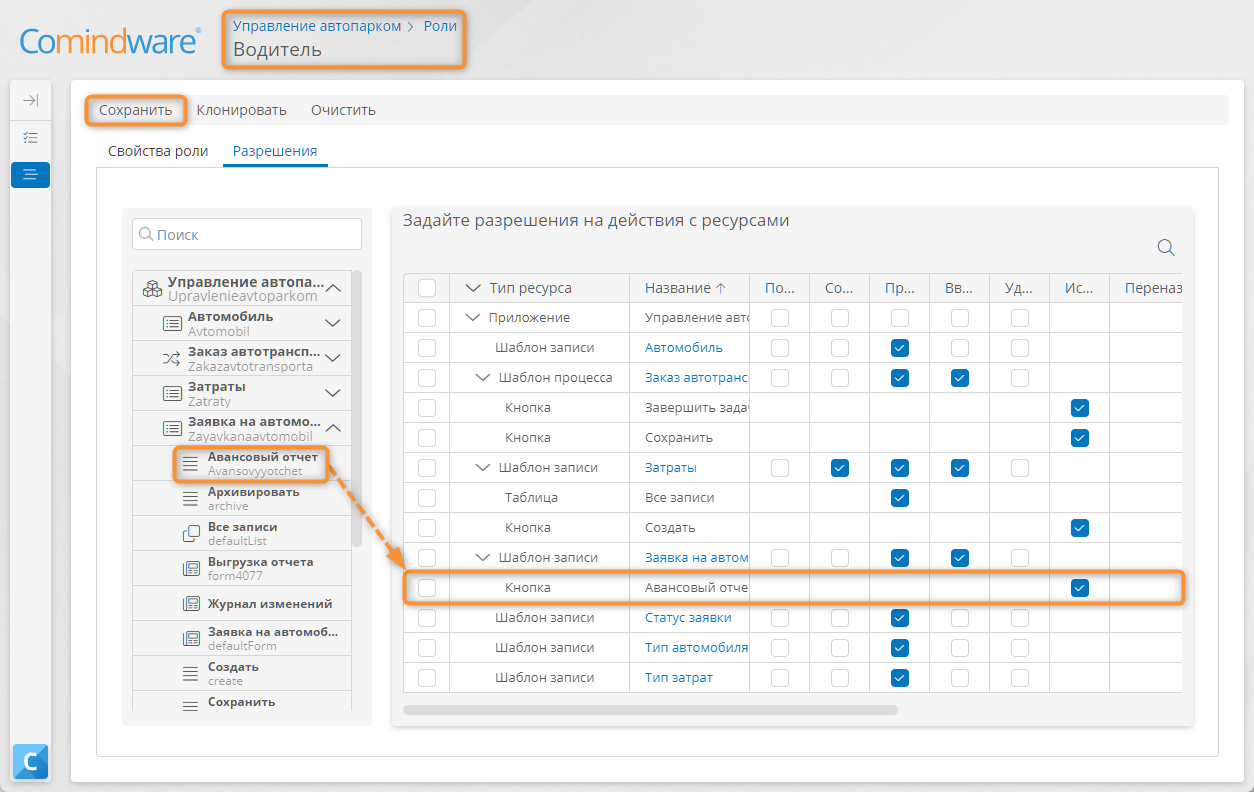 Comindware®
Управление автопарком > Роли
Водитель
Сохранить Клонировать Очистить
Свойства роли Разрешения
Поиск
Управление автопа...
Upravlenieavtoparkom
Автомобиль
Avtomobil
Заказ автотрансп...
Zakazavtotransporta
Затраты
Zatraty
Заявка на автомо...
Zayavkanaavtomobil
Авансовый отчет
Avansovyyotchet
Архивировать
archive
Все записи
defaultList
Выгрузка отчета
form4077
Журнал изменений
Заявка на автомоб...
defaultForm
Создать
create
Сохранить
Задайте разрешения на действия с ресурсами
Тип ресурса Название ↑ По... Со... Пр... Вв... Уд... Ис... Переназ
Приложение Управление авто
Шаблон записи Автомобиль
Шаблон процесса Заказ автотранс
Кнопка Завершить зада
Кнопка Сохранить
Шаблон записи Затраты
Таблица Все записи
Кнопка Создать
Шаблон записи Заявка на автом
Кнопка Авансовый отче
Шаблон записи Статус заявки
Шаблон записи Тип автомобиля
Шаблон записи Тип затрат
C